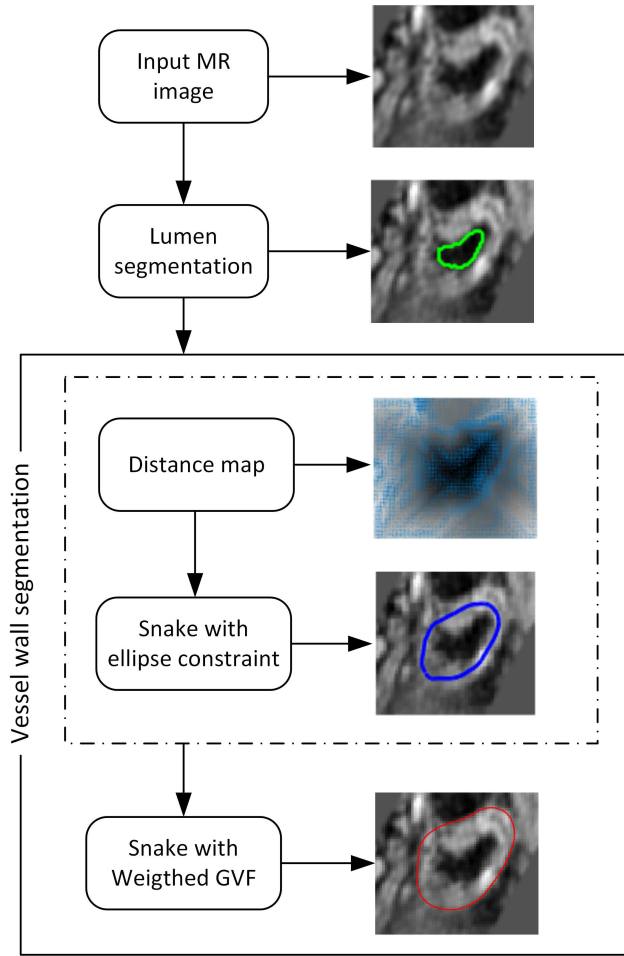 Input MR
image
Lumen
segmentation
Vessel wall segmentation
Distance map
Snake with
ellipse constraint
Snake with
Weigthed GVF